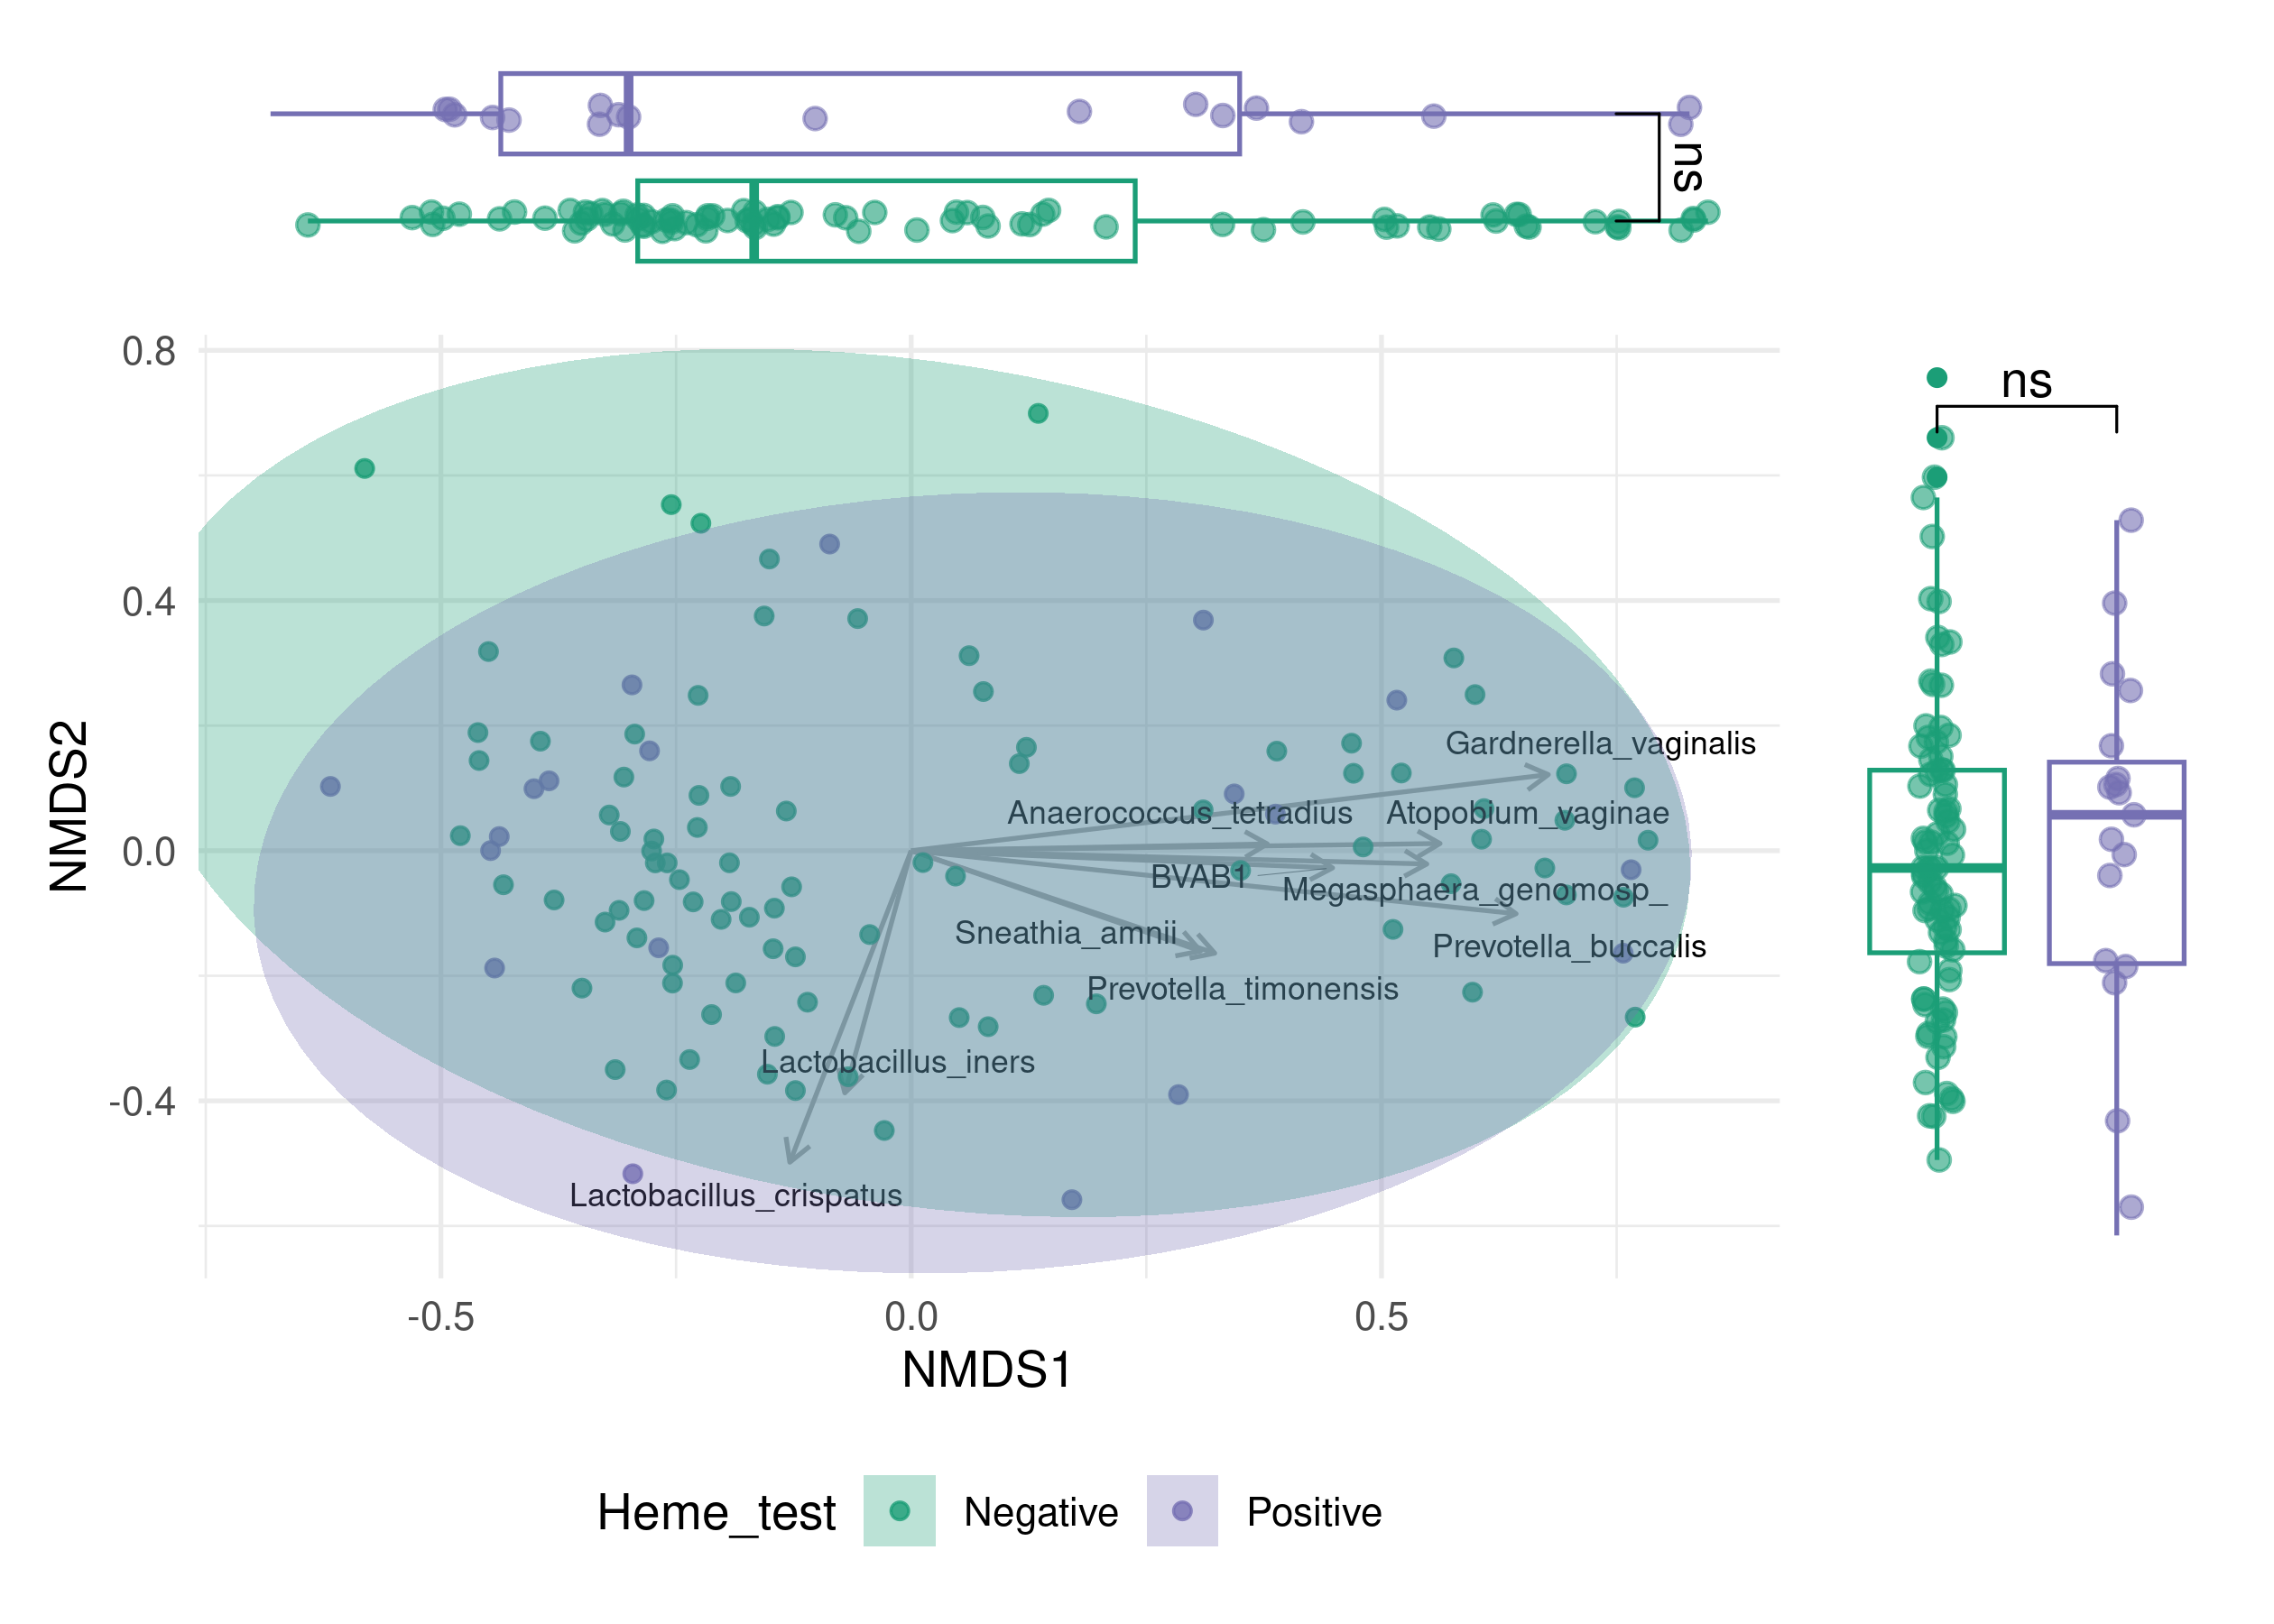 ns
ns
0.8
0.4
0.0
-0.4
NMDS2
Gardnerella_vaginalis
Anaerococcus_tetradius
Atopobium_vaginae
BVAB1
Megasphaera_genomosp_
Sneathia_amnii
Prevotella_buccalis
Prevotella_timonensis
Lactobacillus_iners
Lactobacillus_crispatus
-0.5 0.0 0.5
NMDS1
Heme_test Negative Positive